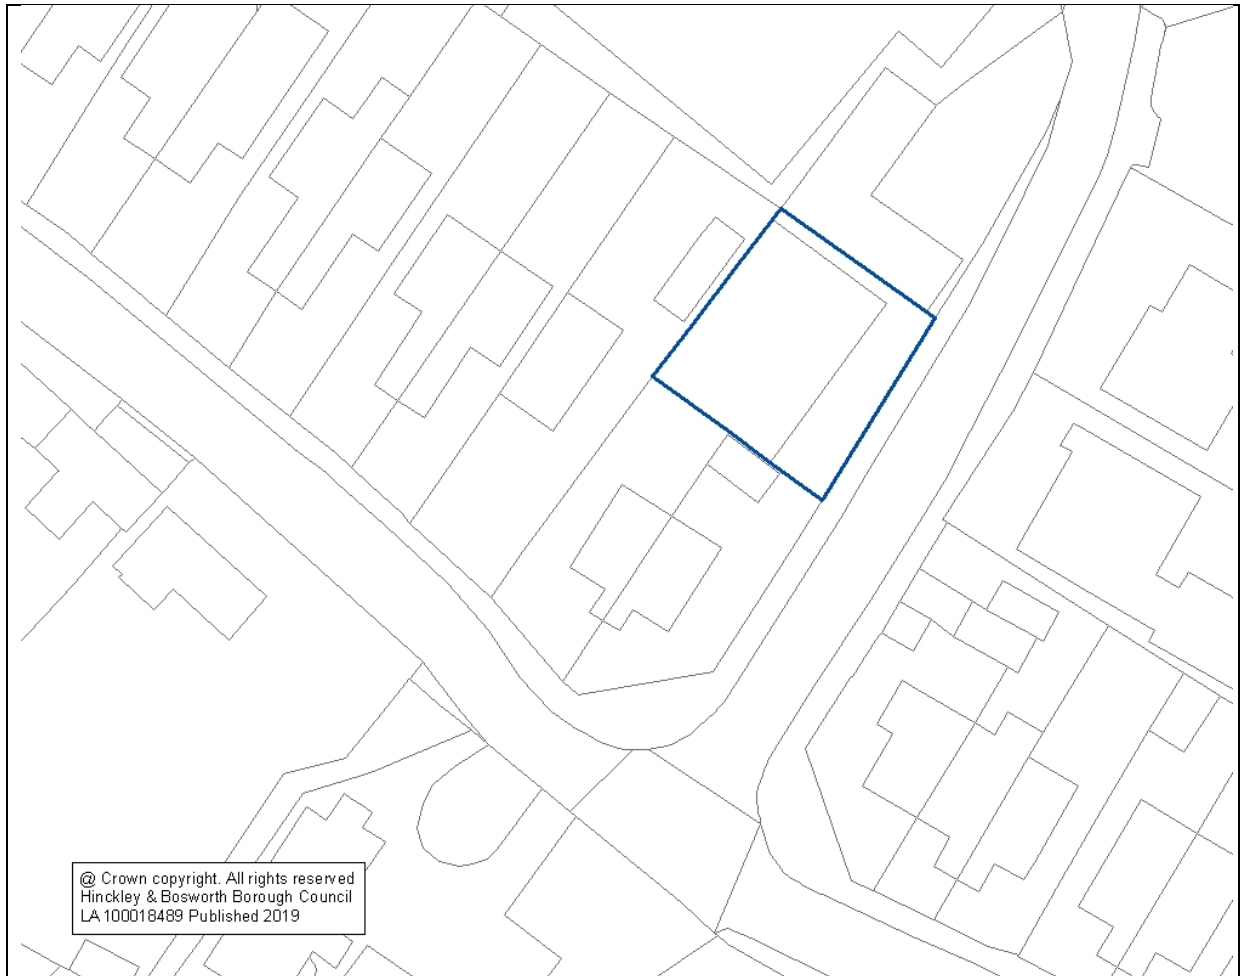 @ Crown copyright. All rights reserved
Hinckley & Bosworth Borough Council
LA 100018489 Published 2019